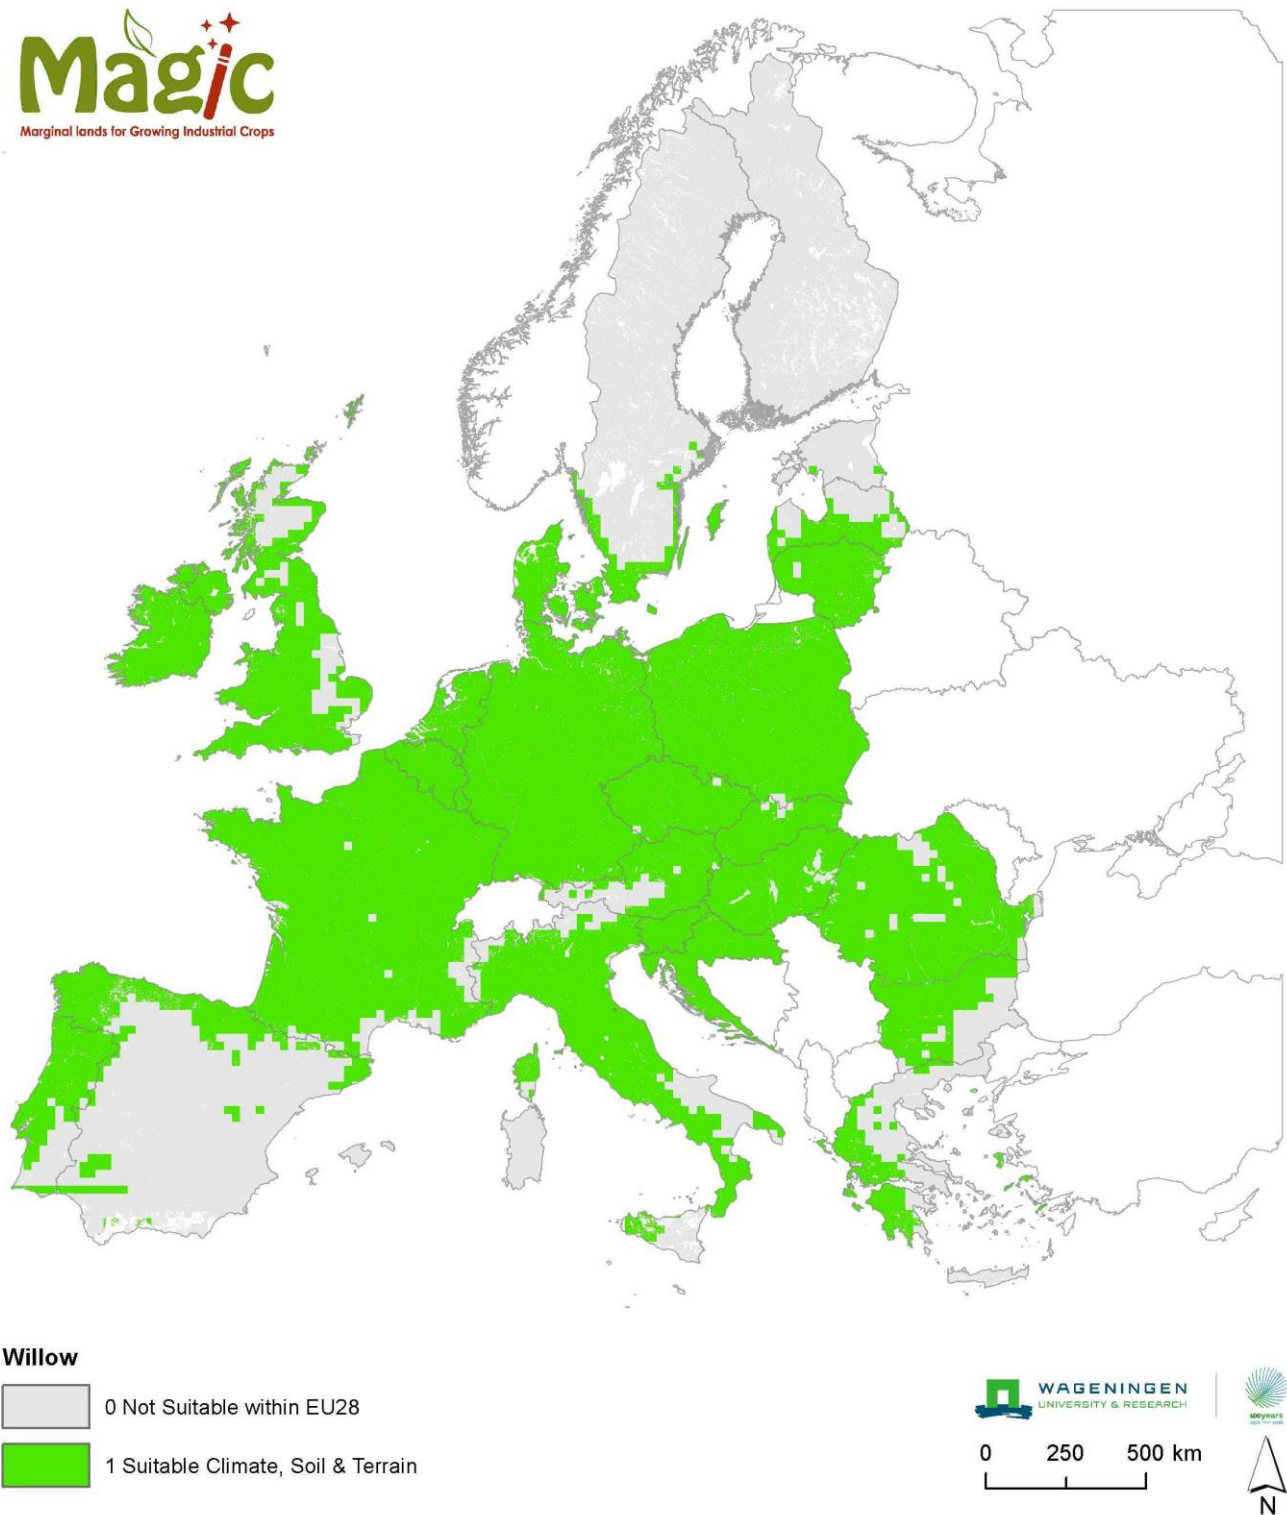 Magic
Marginal lands for Growing Industrial Crops
Willow
0 Not Suitable within EU28
1 Suitable Climate, Soil & Terrain
WAGENINGEN
UNIVERSITY & RESEARCH
100years
0 250 500 km
N